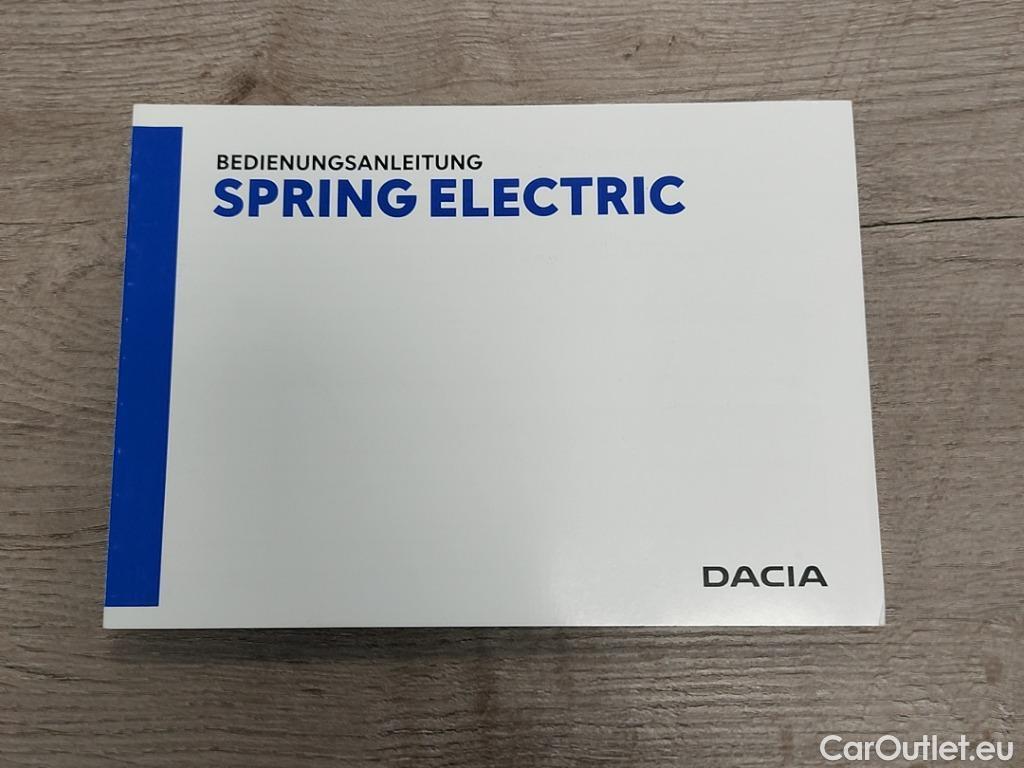 BEDIENUNGSANLEITUNG
SPRING ELECTRIC
DACIA
CarOutlet.eu